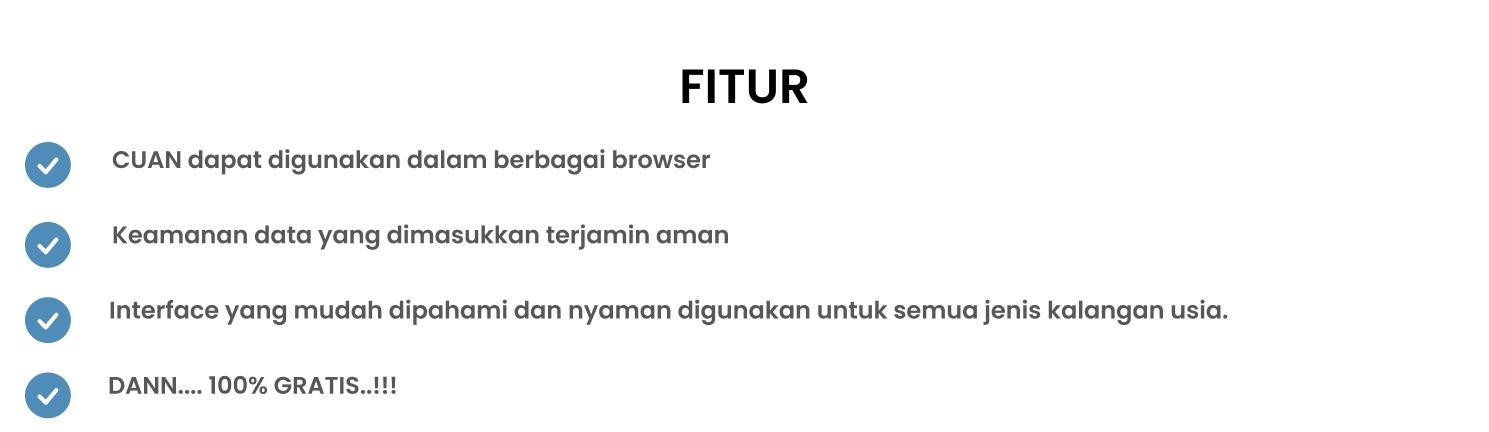 FITUR
CUAN dapat digunakan dalam berbagai browser
Keamanan data yang dimasukkan terjamin aman
Interface yang mudah dipahami dan nyaman digunakan untuk semua jenis kalangan usia.
DANN.... 100% GRATIS..!!!